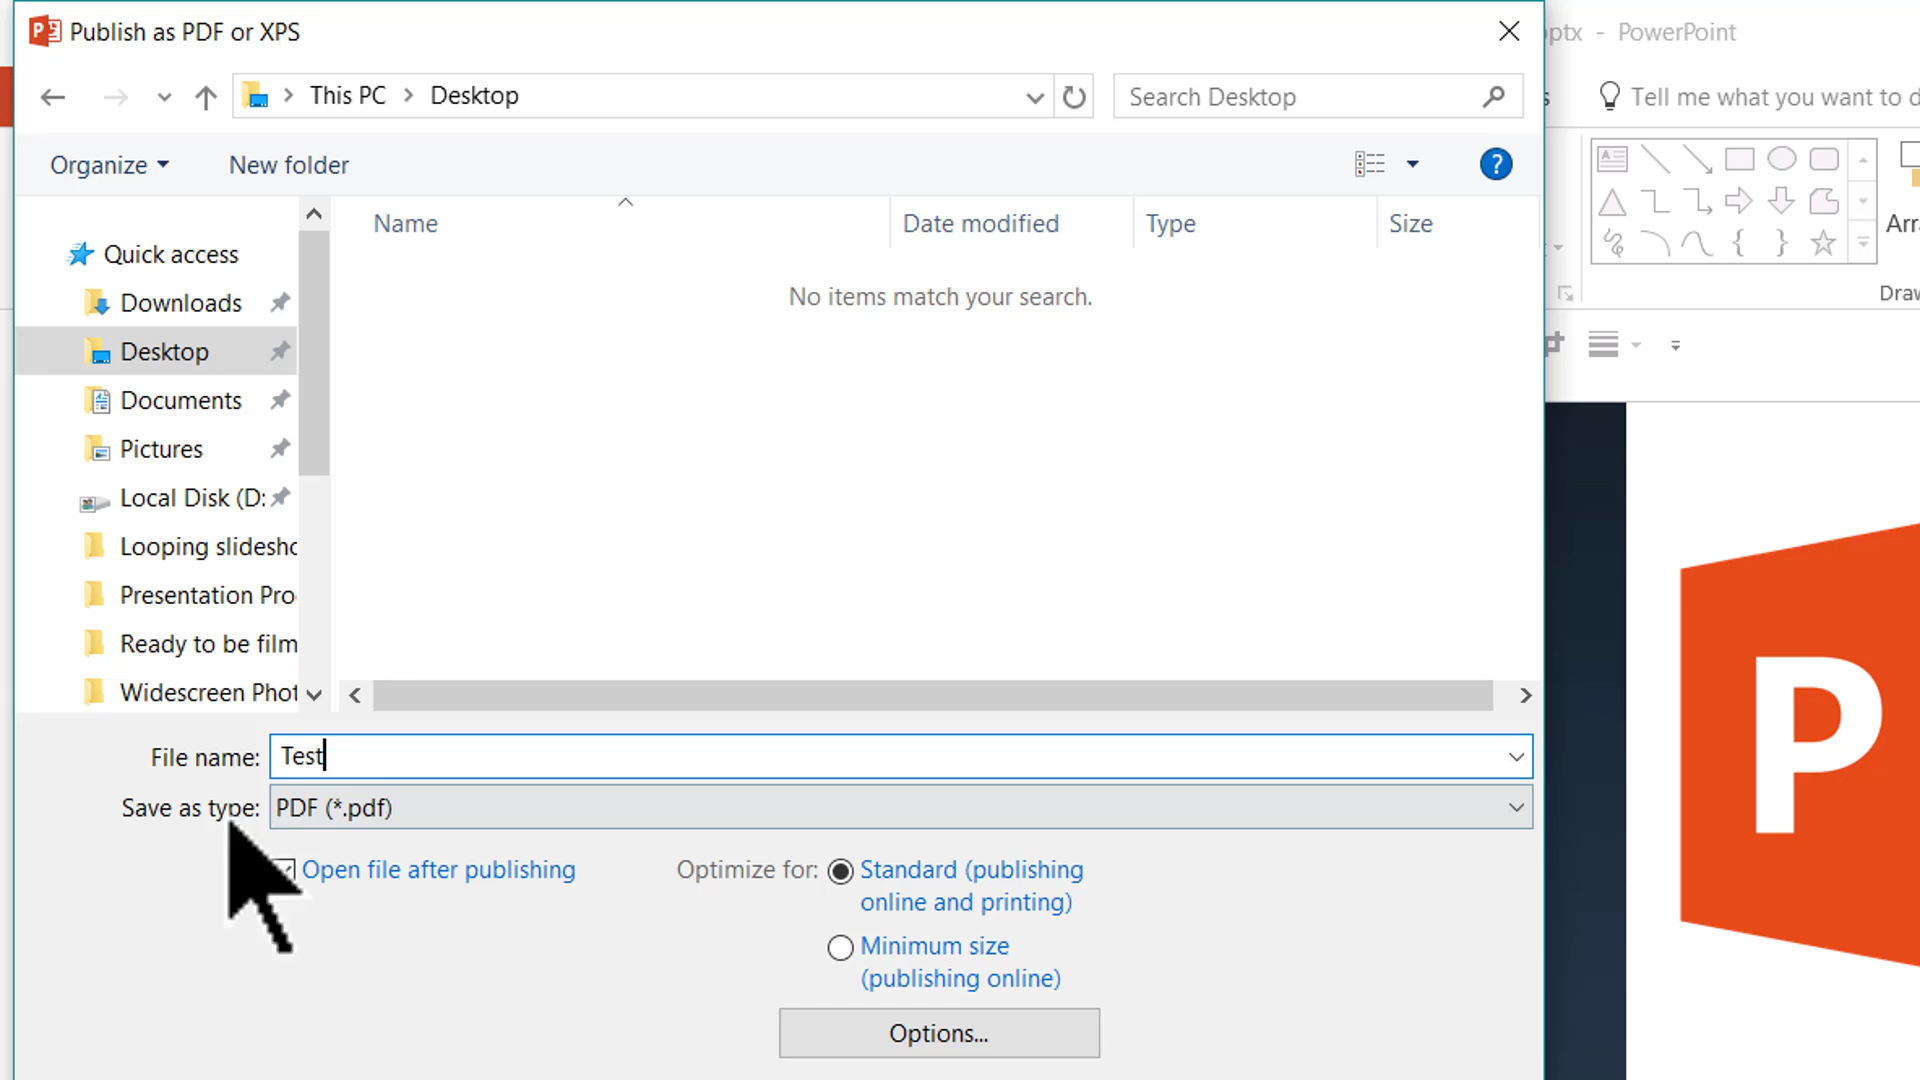 Publish as PDF or XPS
ptx - PowerPoint
This PC > Desktop
Search Desktop
Tell me what you want to d
Organize
New folder
?
Name
Date modified
Type
Size
Arra
No items match your search.
Draw
Quick access
Downloads
Desktop
Documents
Pictures
Local Disk (D:
Looping slidesho
Presentation Pro
Ready to be film
Widescreen Phot
File name: Test
Save as type: PDF (*.pdf)
Open file after publishing
Optimize for:
Standard (publishing
online and printing)
Minimum size
(publishing online)
Options...
P